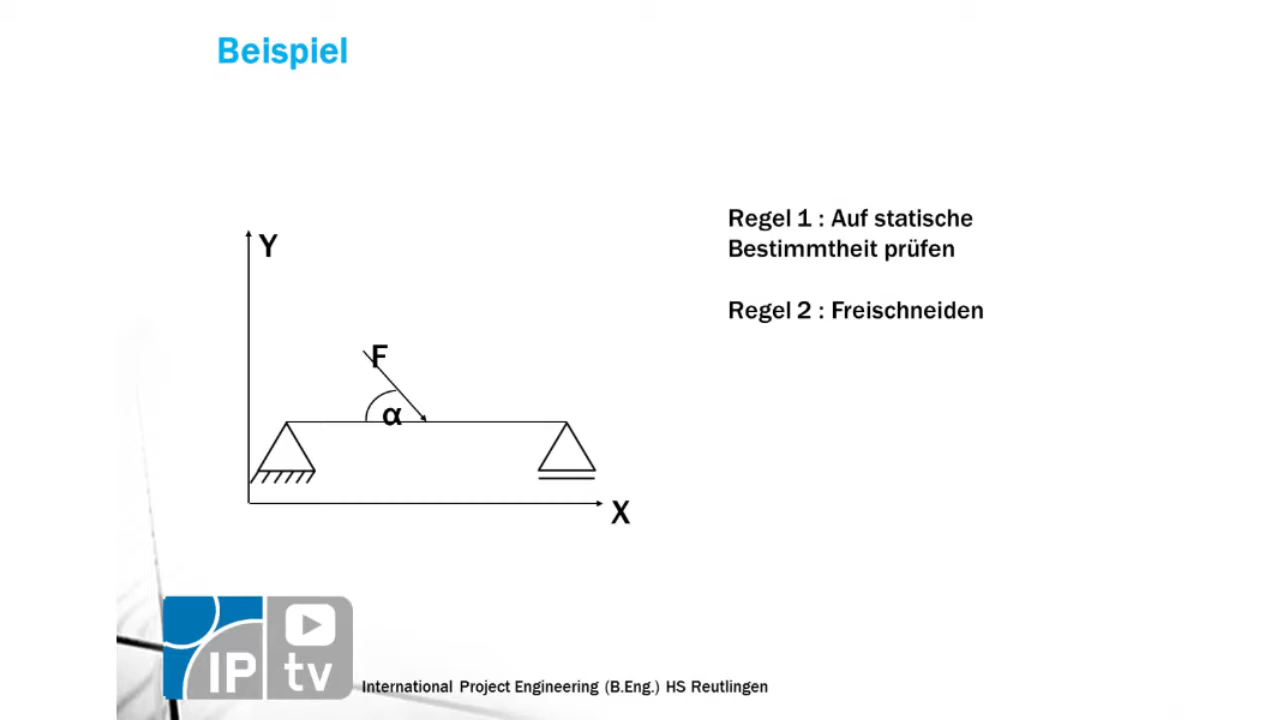 Beispiel
Regel 1 : Auf statische
Bestimmtheit prüfen
Regel 2 : Freischneiden
Y
F
α
X
IP tv
International Project Engineering (B.Eng.) HS Reutlingen